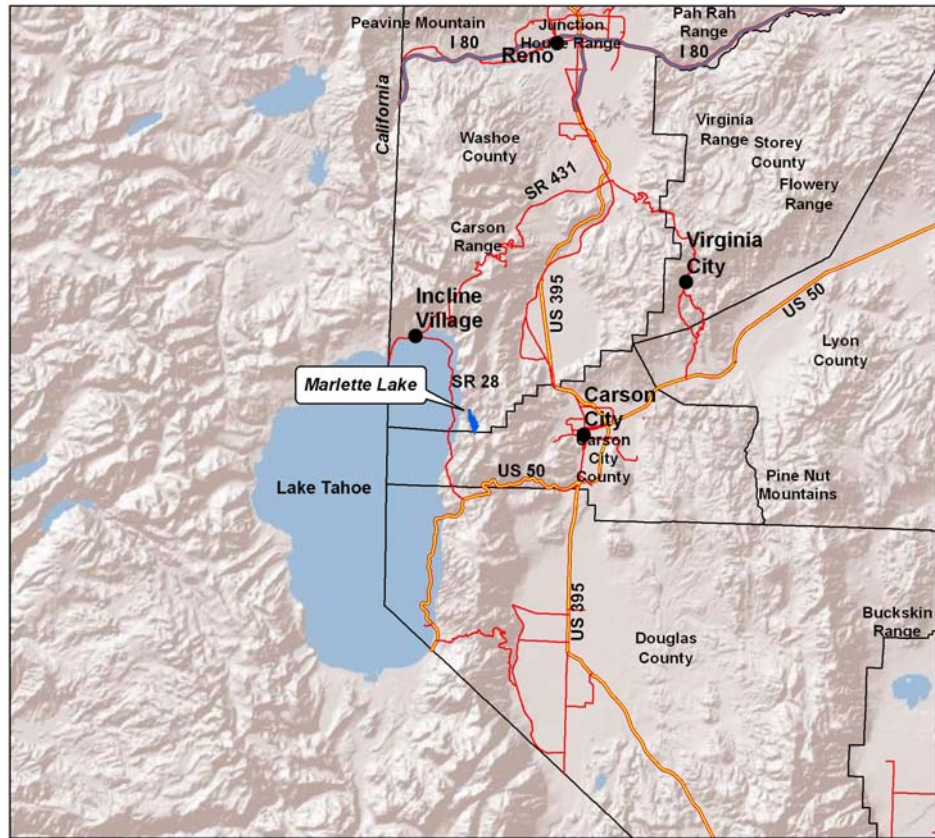 Peavine Mountain
I 80
Junction
House Range
Pah Rah
Range
I 80
Reno
California
Washoe
County
Virginia
Range
Storey
County
Flowery
Range
SR 431
Carson
Range
Virginia
City
US 395
US 50
Incline
Village
Lyon
County
Marlette Lake
SR 28
Carson
City
Carson
City
County
US 50
Lake Tahoe
Pine Nut
Mountains
US 395
Douglas
County
Buckskin
Range